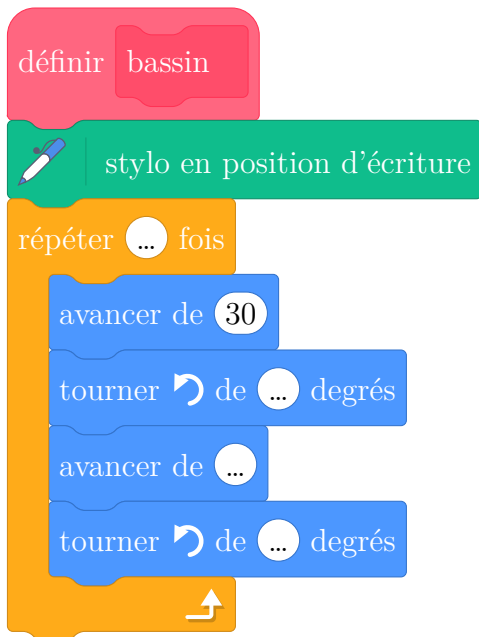 définir bassin
stylo en position d’écriture
répéter ... fois
avancer de 30
tourner de ... degrés
avancer de ...
tourner de ... degrés